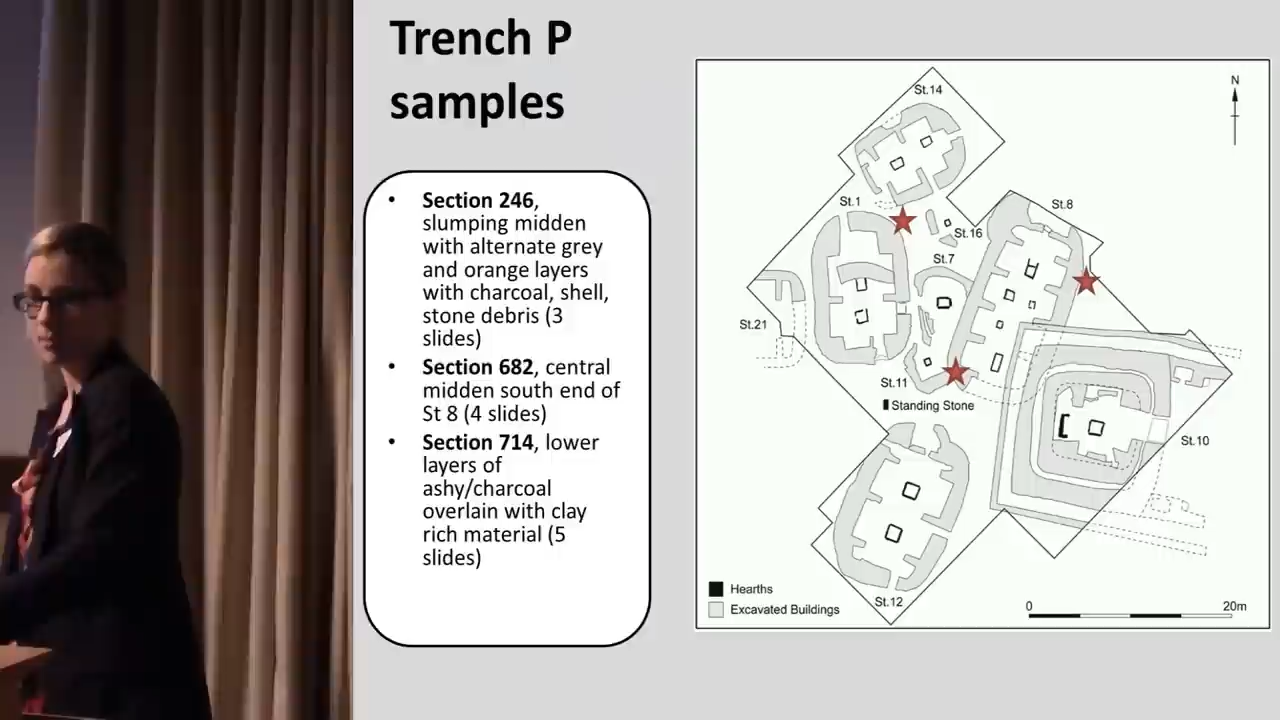 Trench P
samples
• Section 246,
slumping midden
with alternate grey
and orange layers
with charcoal, shell,
stone debris (3
slides)
• Section 682, central
midden south end of
St 8 (4 slides)
• Section 714, lower
layers of
ashy/charcoal
overlain with clay
rich material (5
slides)
N
St.14
St.1
St.8
St.16
St.7
St.21
St.11
Standing Stone
St.10
Hearths
Excavated Buildings
St.12
0 20m